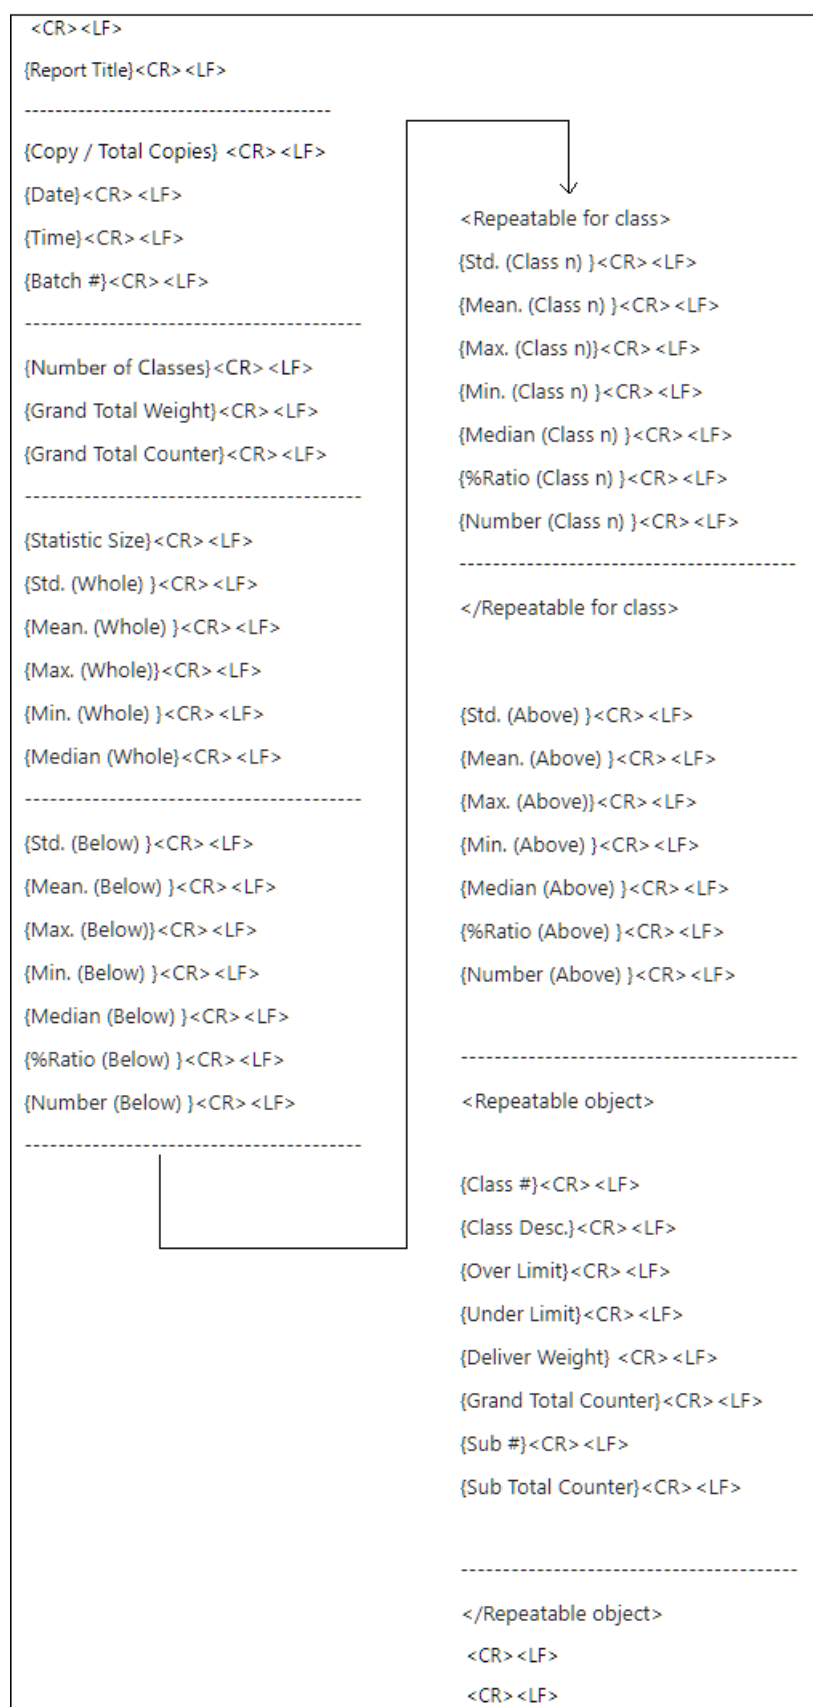 <CR><LF>
{Report Title}<CR><LF>
----------------------------------------
{Copy / Total Copies} <CR><LF>
{Date}<CR><LF>
{Time}<CR><LF>
{Batch #}<CR><LF>
----------------------------------------
{Number of Classes}<CR><LF>
{Grand Total Weight}<CR><LF>
{Grand Total Counter}<CR><LF>
----------------------------------------
{Statistic Size}<CR><LF>
{Std. (Whole) }<CR><LF>
{Mean. (Whole) }<CR><LF>
{Max. (Whole)}<CR><LF>
{Min. (Whole) }<CR><LF>
{Median (Whole}<CR><LF>
----------------------------------------
{Std. (Below) }<CR><LF>
{Mean. (Below) }<CR><LF>
{Max. (Below)}<CR><LF>
{Min. (Below) }<CR><LF>
{Median (Below) }<CR><LF>
{%Ratio (Below) }<CR><LF>
{Number (Below) }<CR><LF>
----------------------------------------
<Repeatable for class>
{Std. (Class n) }<CR><LF>
{Mean. (Class n) }<CR><LF>
{Max. (Class n)}<CR><LF>
{Min. (Class n) }<CR><LF>
{Median (Class n) }<CR><LF>
{%Ratio (Class n) }<CR><LF>
{Number (Class n) }<CR><LF>
----------------------------------------
</Repeatable for class>
{Std. (Above) }<CR><LF>
{Mean. (Above) }<CR><LF>
{Max. (Above)}<CR><LF>
{Min. (Above) }<CR><LF>
{Median (Above) }<CR><LF>
{%Ratio (Above) }<CR><LF>
{Number (Above) }<CR><LF>
----------------------------------------
<Repeatable object>
{Class #}<CR><LF>
{Class Desc.}<CR><LF>
{Over Limit}<CR><LF>
{Under Limit}<CR><LF>
{Deliver Weight} <CR><LF>
{Grand Total Counter}<CR><LF>
{Sub #}<CR><LF>
{Sub Total Counter}<CR><LF>
----------------------------------------
</Repeatable object>
<CR><LF>
<CR><LF>